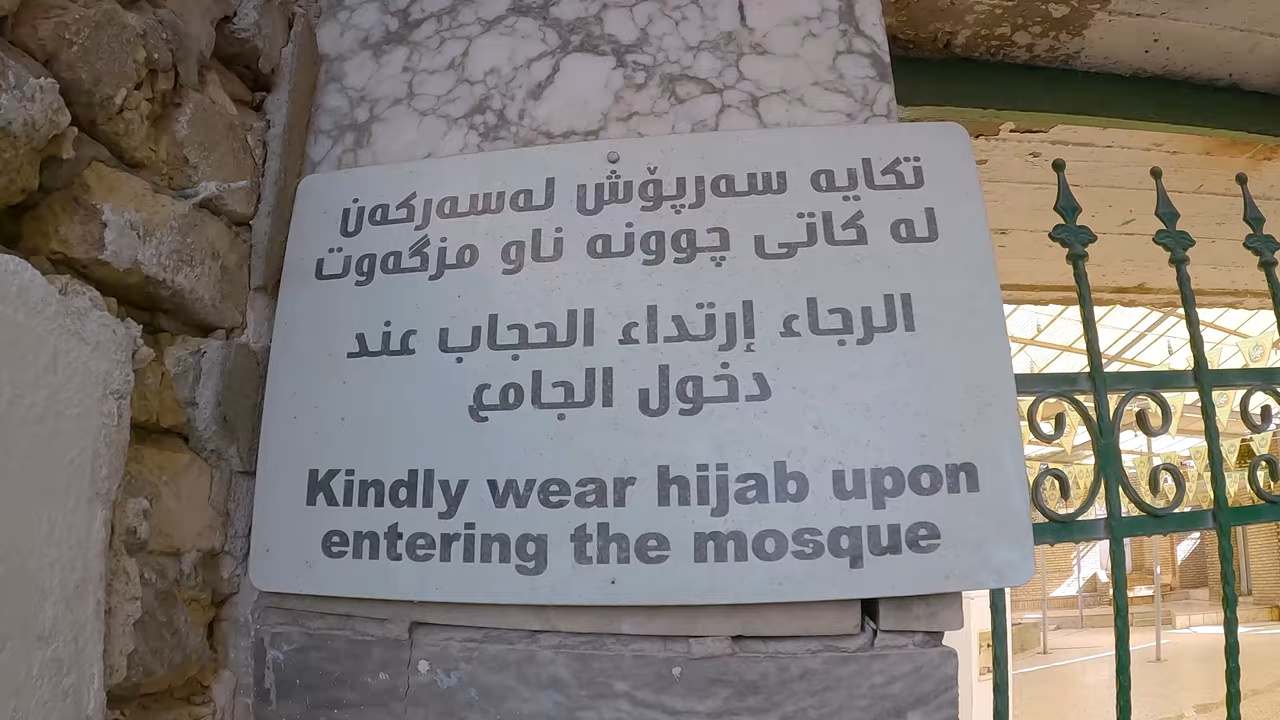 تکایە سەرپۆش لەسەرکەن
لە کاتی چوونە ناو مزگەوت
الرجاء إرتداء الحجاب عند
دخول الجامع
Kindly wear hijab upon
entering the mosque